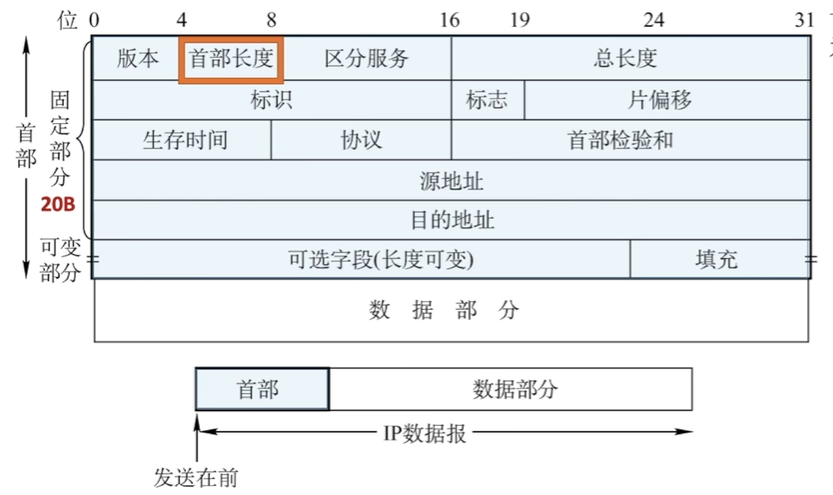 位 0 4 8 16 19 24 31
版本 首部长度 区分服务 总长度
标识 标志 片偏移
生存时间 协议 首部检验和
源地址
目的地址
可选字段(长度可变) 填充
数 据 部 分
首部
固定部分
20B
可变
部分
首部 数据部分
IP数据报
发送在前